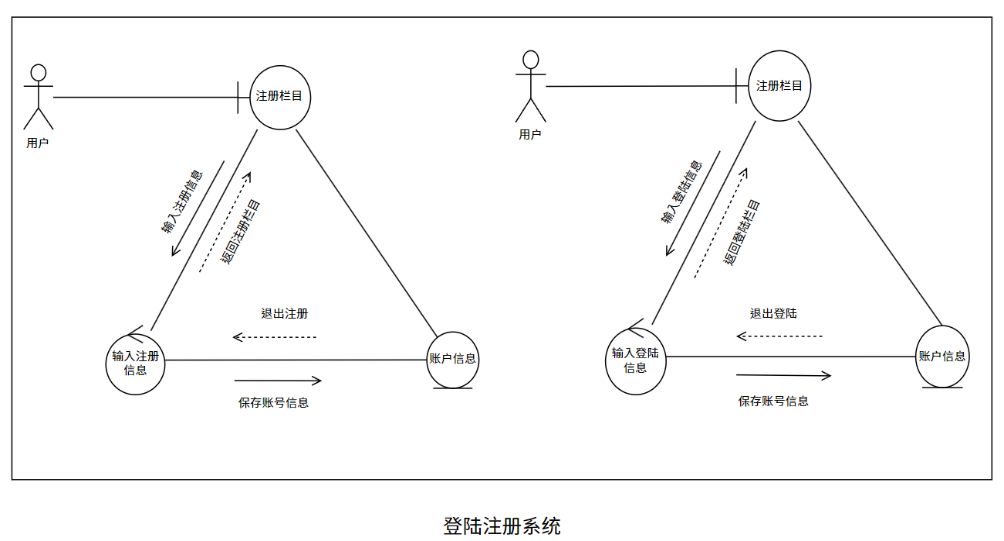 注册栏目
用户
输入注册信息
返回注册栏目
退出注册
输入注册
信息
账户信息
保存账号信息
注册栏目
用户
输入登陆信息
返回登陆栏目
退出登陆
输入登陆
信息
账户信息
保存账号信息
登陆注册系统